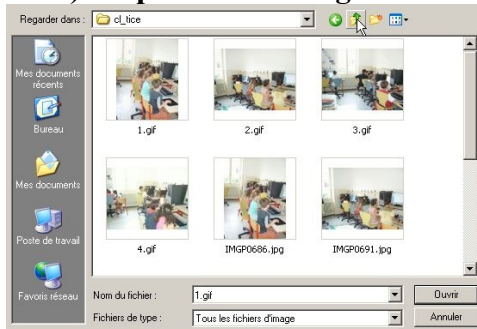 Regarder dans :
cl_tice
Mes documents
récents
Bureau
Mes documents
Poste de travail
Favoris réseau
1.gif
2.gif
3.gif
4.gif
IMGP0686.jpg
IMGP0691.jpg
Nom du fichier :
1.gif
Ouvrir
Fichiers de type :
Tous les fichiers d'image
Annuler